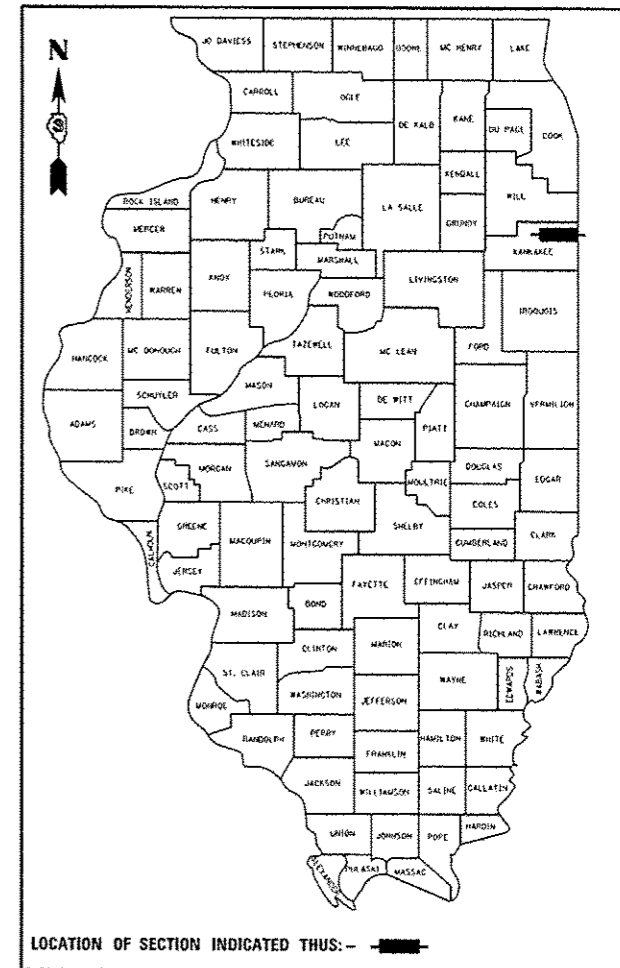 JO DAVIESS STEPHENSON WINNEBAGO BOONE MC HENRY LAKE
N
CARROLL OGLE DE KALB KANE DU PAGE COOK
WHITESIDE LEE
KENDALL WILL
ROCK ISLAND HENRY BUREAU LA SALLE GRUNDY
MERCER PUTNAM KANKAKEE
STARK MARSHALL
HENDERSON WARREN KNOX PEORIA WOODFORD LIVINGSTON IROQUOIS
HANCOCK MC DONOUGH FULTON TAZEWELL MC LEAN FORD
MASON
SCHUYLER LOGAN DE WITT CHAMPAIGN VERMILION
ADAMS BROWN CASS MENARD MACON PIATT
MORGAN SANGAMON DOUGLAS
PIKE SCOTT CHRISTIAN MOULTRIE COLES EDGAR
CALHOUN GREENE MACOUPIN MONTGOMERY SHELBY CUMBERLAND CLARK
JERSEY FAYETTE EFFINGHAM JASPER CRAWFORD
MADISON BOND
CLAY RICHLAND LAWRENCE
CLINTON MARION
ST. CLAIR WAYNE EDWARDS WABASH
MONROE WASHINGTON JEFFERSON
RANDOLPH PERRY HAMILTON WHITE
FRANKLIN
JACKSON WILLIAMSON SALINE GALLATIN
UNION JOHNSON POPE HARDIN
ALEXANDER PULASKI MASSAC
LOCATION OF SECTION INDICATED THUS: -